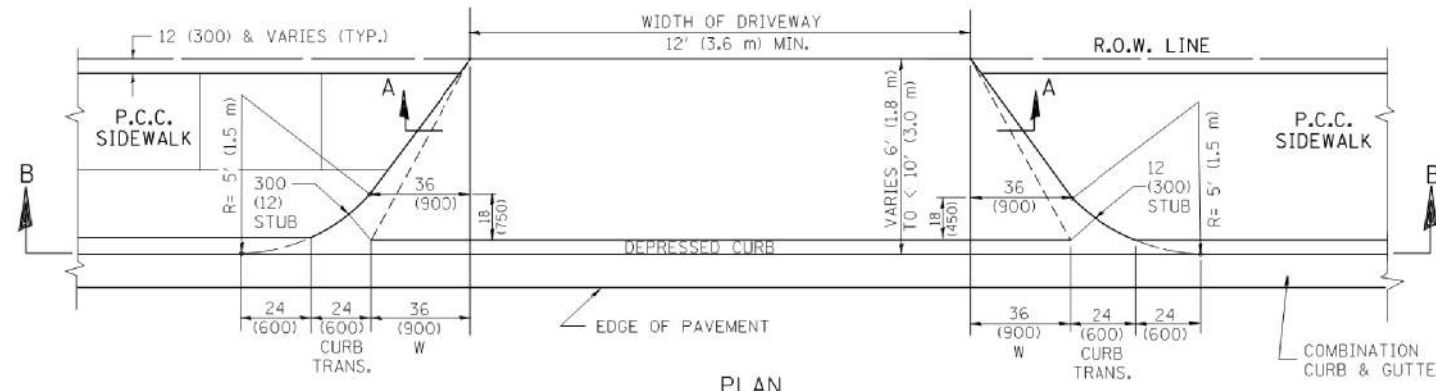 12 (300) & VARIES (TYP.)
WIDTH OF DRIVEWAY
12' (3.6 m) MIN.
R.O.W. LINE
P.C.C.
SIDEWALK
A
A
P.C.C.
SIDEWALK
B
B
R= 5' (1.5 m)
300
(12)
STUB
36
(900)
18
(750)
VARIES 6' (1.8 m)
TO < 10' (3.0 m)
36
(900)
18
(450)
12
(300)
STUB
R= 5' (1.5 m)
DEPRESSED CURB
24
(600)
24
(600)
CURB
TRANS.
36
(900)
W
EDGE OF PAVEMENT
36
(900)
W
24
(600)
CURB
TRANS.
24
(600)
COMBINATION
CURB & GUTTE
PLAN